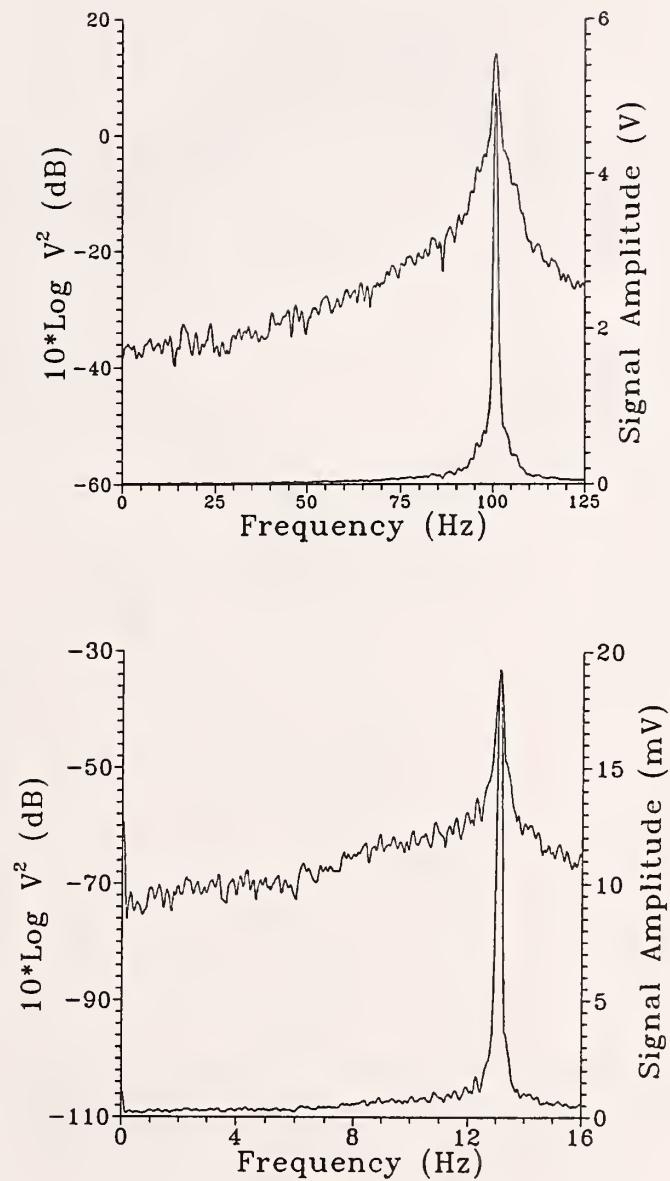 20
0
−20
−40
−60
10*Log V² (dB)
6
4
2
0
Signal Amplitude (V)
0 25 50 75 100 125
Frequency (Hz)
−30
−50
−70
−90
−110
10*Log V² (dB)
20
15
10
5
0
Signal Amplitude (mV)
0 4 8 12 16
Frequency (Hz)